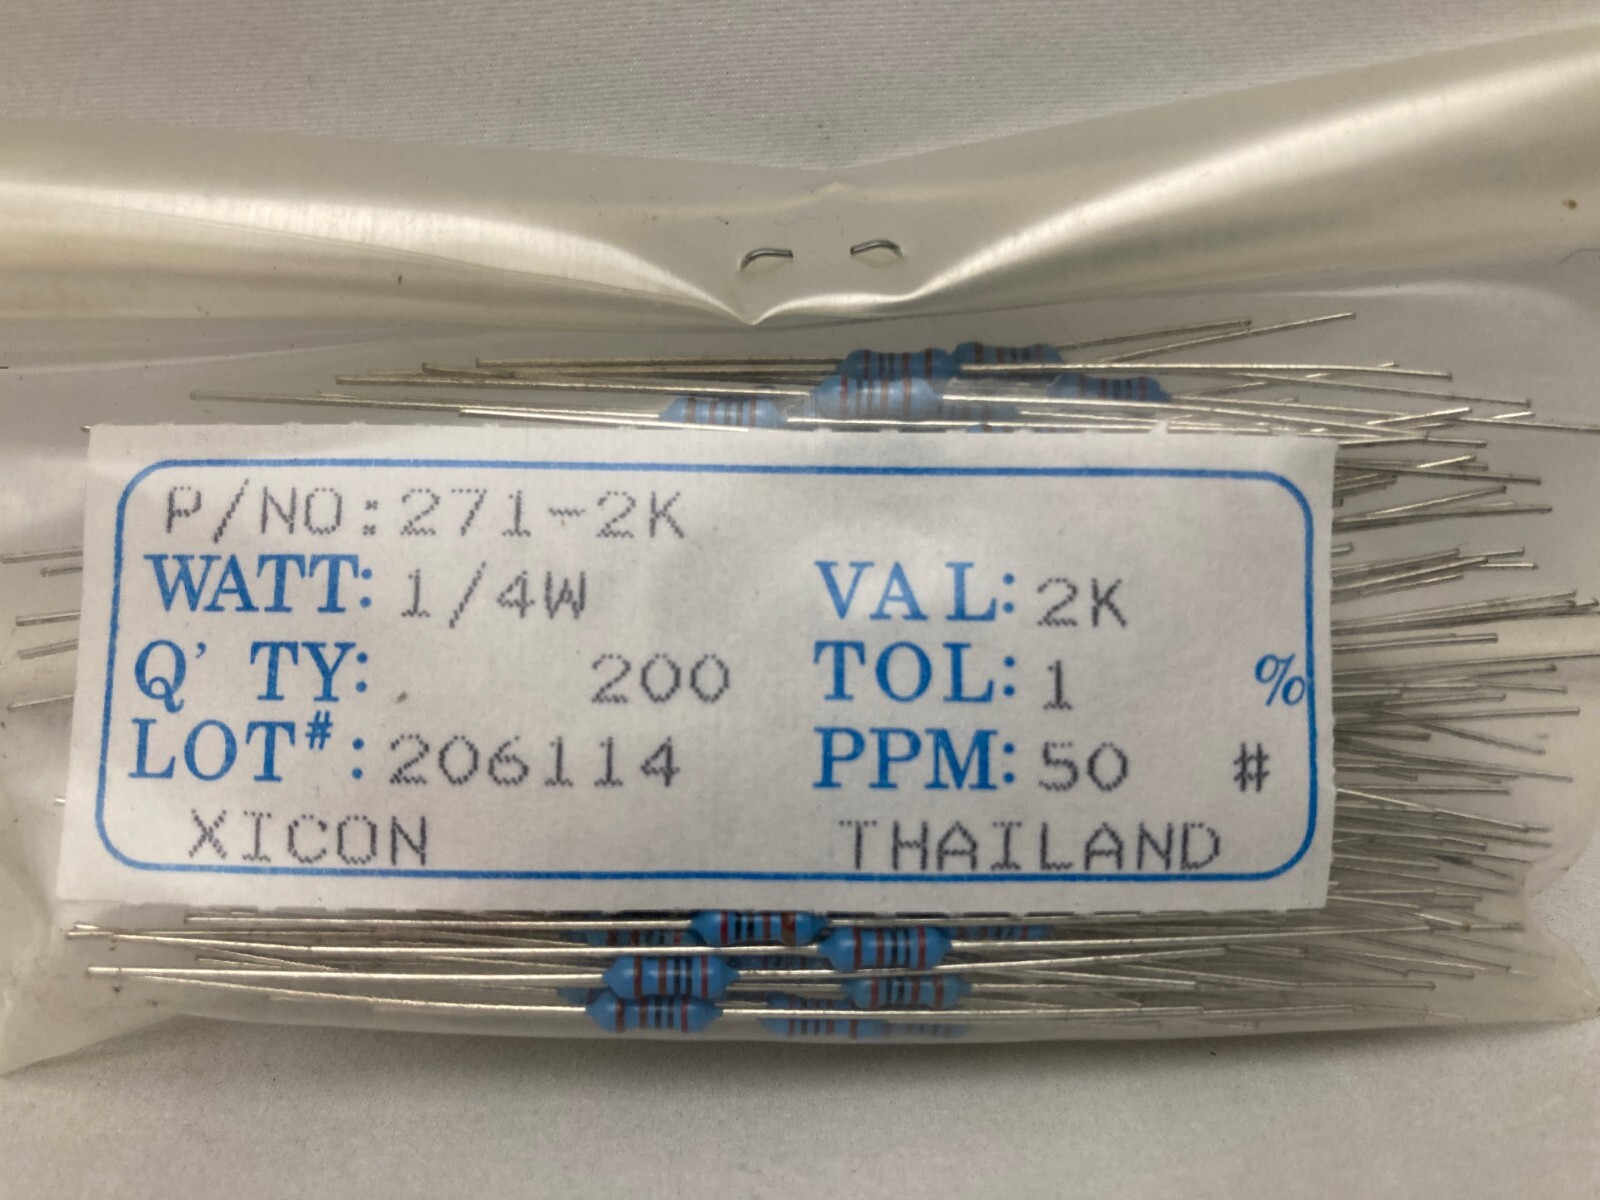 P/NO:271-2K
WATT: 1/4W VAL: 2K
Q' TY: 200 TOL: 1 %
LOT#: 206114 PPM: 50 #
XICON THAILAND